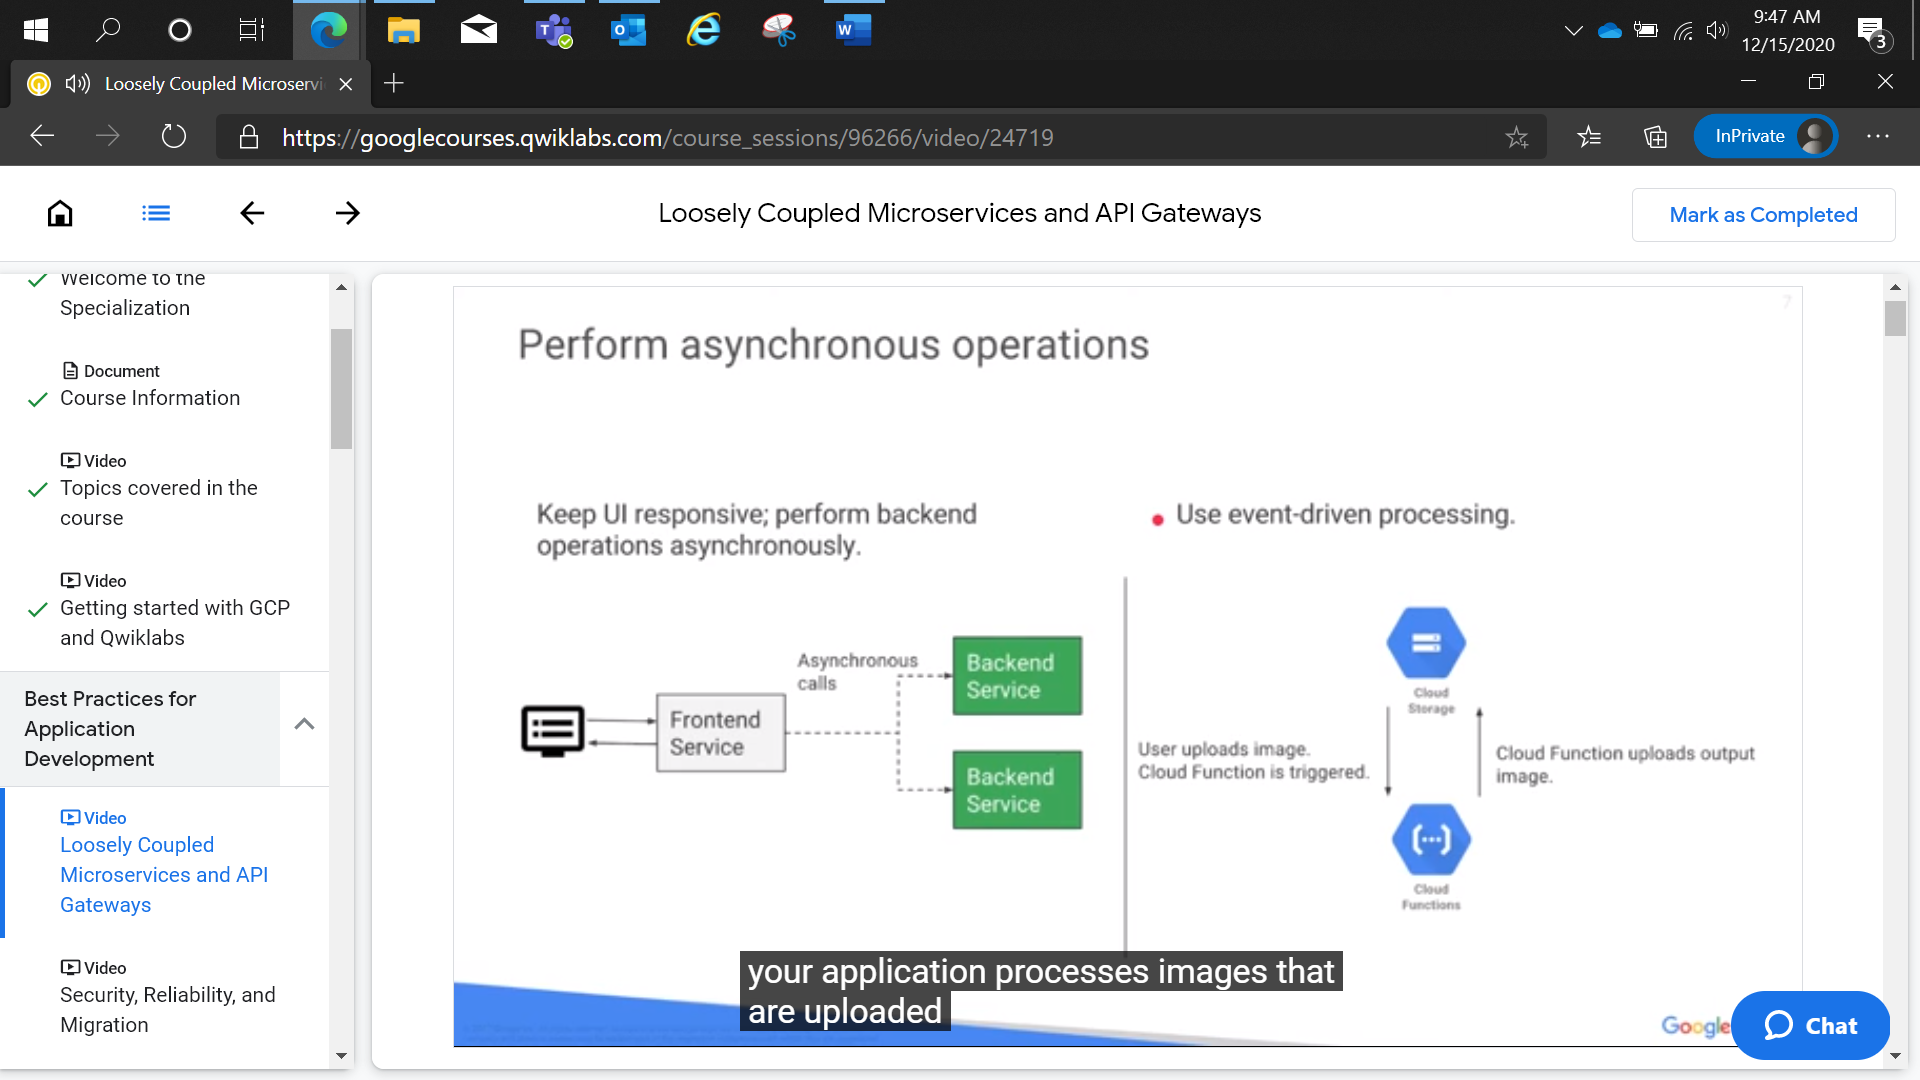 9:47 AM
12/15/2020
3
Loosely Coupled Microservi
https://googlecourses.qwiklabs.com/course_sessions/96266/video/24719
InPrivate
Loosely Coupled Microservices and API Gateways
Mark as Completed
Welcome to the
Specialization
Document
Course Information
Video
Topics covered in the
course
Video
Getting started with GCP
and Qwiklabs
Best Practices for
Application
Development
Video
Loosely Coupled
Microservices and API
Gateways
Video
Security, Reliability, and
Migration
7
Perform asynchronous operations
Keep UI responsive; perform backend
operations asynchronously.
Asynchronous
calls
Frontend
Service
Backend
Service
Backend
Service
Use event-driven processing.
Cloud
Storage
User uploads image.
Cloud Function is triggered.
Cloud Function uploads output
image.
Cloud
Functions
your application processes images that
are uploaded
Google
Chat